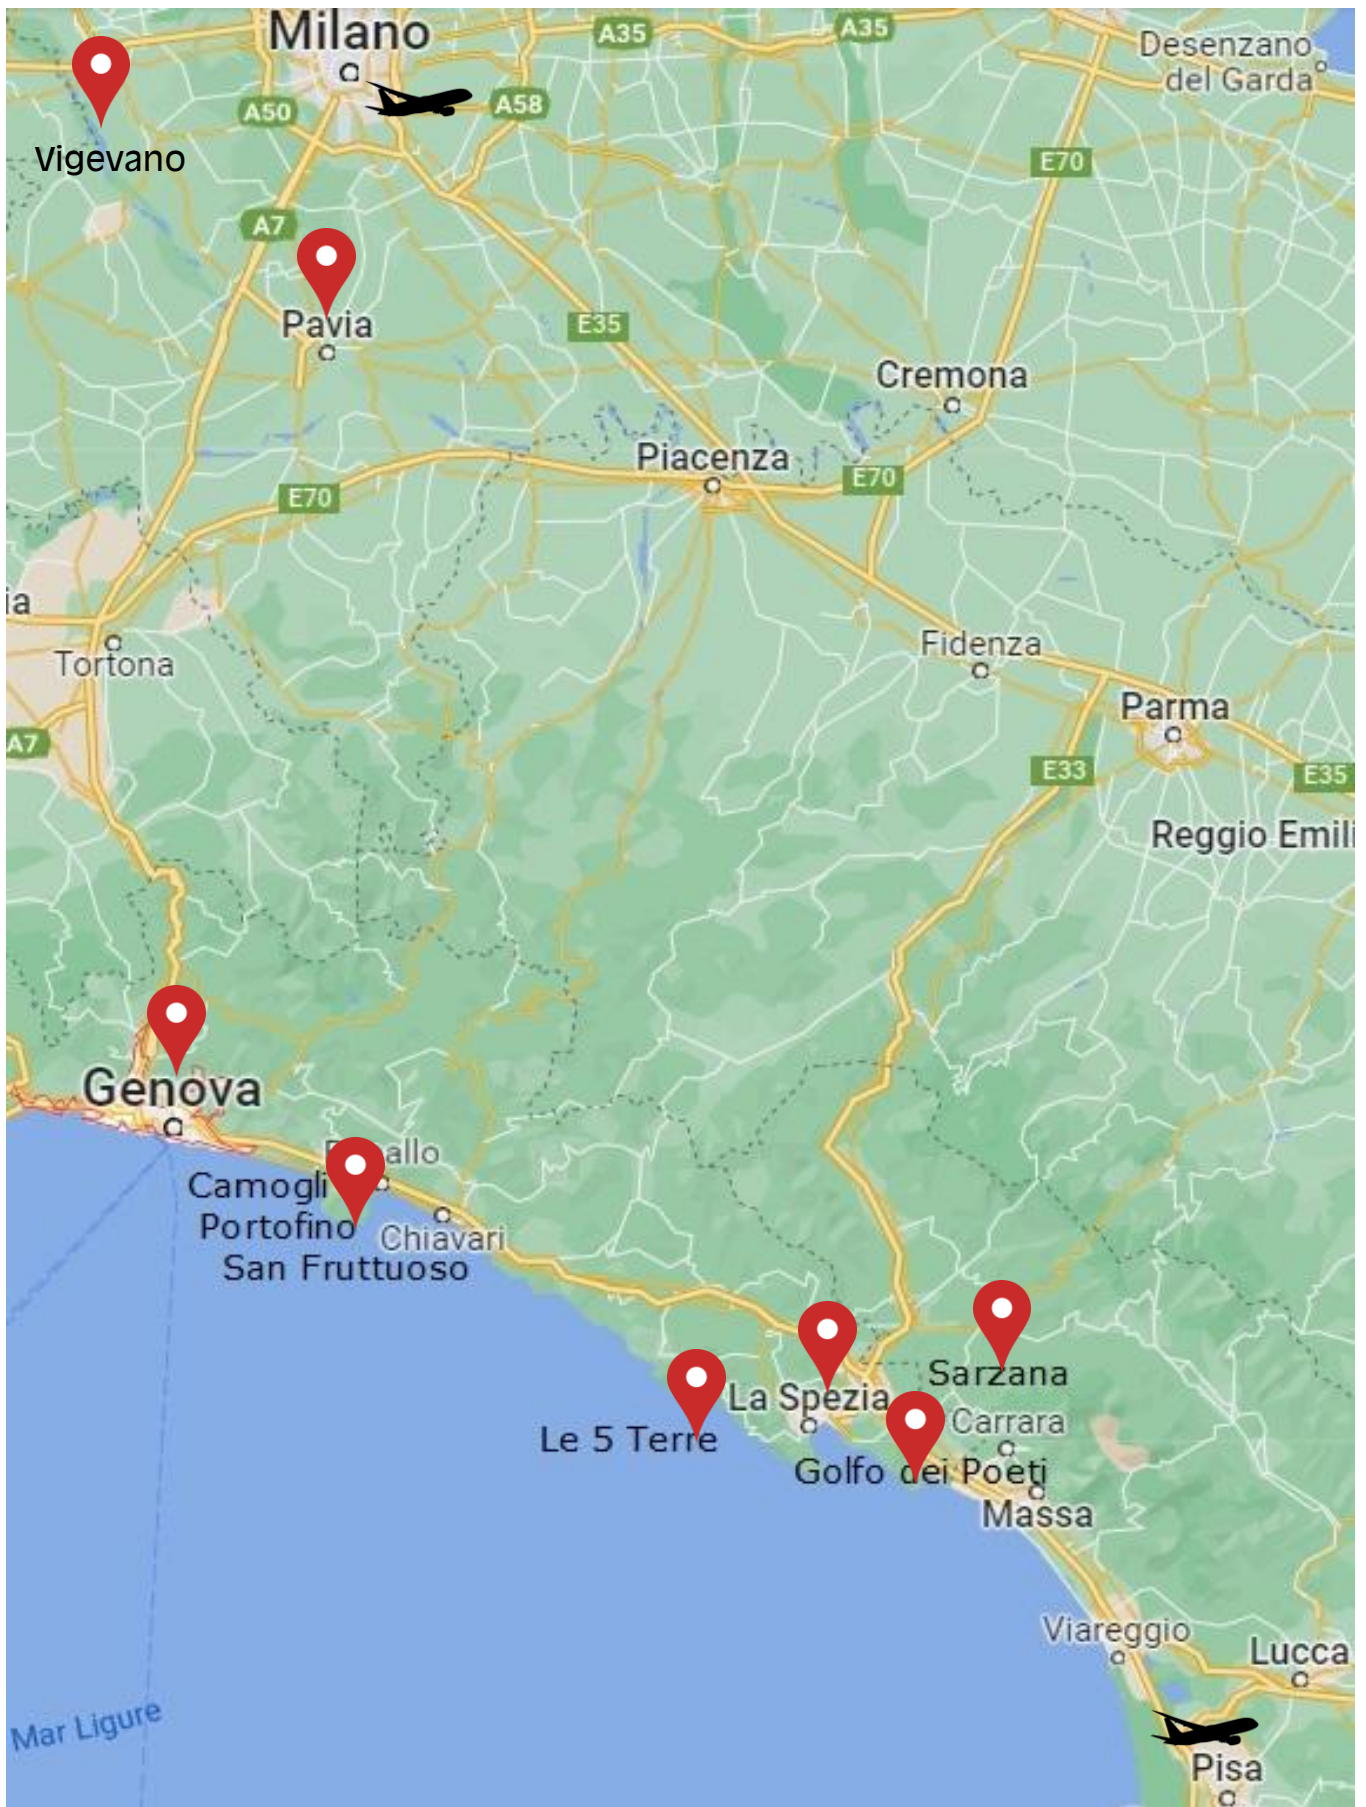 Milano
A35
A35
Desenzano
del Garda
A50
A58
Vigevano
E70
A7
Pavia
E35
Cremona
Piacenza
E70
E70
ia
Tortona
Fidenza
Parma
A7
E33
E35
Reggio Emili
Genova
allo
Camogli
Portofino
Chiavari
San Fruttuoso
Sarzana
La Spezia
Carrara
Le 5 Terre
Golfo dei Poeti
Massa
Viareggio
Lucca
Mar Ligure
Pisa